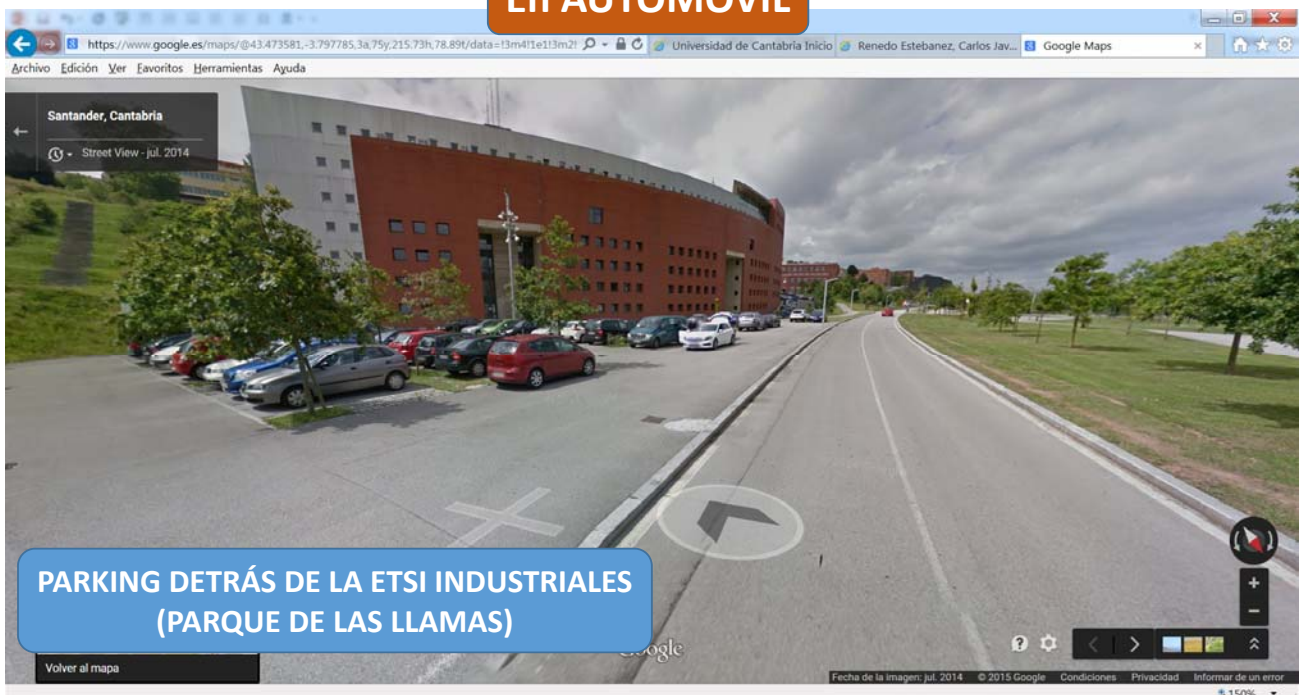 En AUTOMÓVIL
https://www.google.es/maps/@43.473581,-3.797785,3a,75y,215.73h,78.89t/data=!3m4!1e1!3m2!
Universidad de Cantabria Inicio
Renedo Estebanez, Carlos Jav...
Google Maps
Archivo Edición Ver Favoritos Herramientas Ayuda
Santander, Cantabria
Street View - jul. 2014
PARKING DETRÁS DE LA ETSI INDUSTRIALES
(PARQUE DE LAS LLAMAS)
Google
Volver al mapa
Fecha de la imagen: jul. 2014 © 2015 Google Condiciones Privacidad Informar de un error
150%